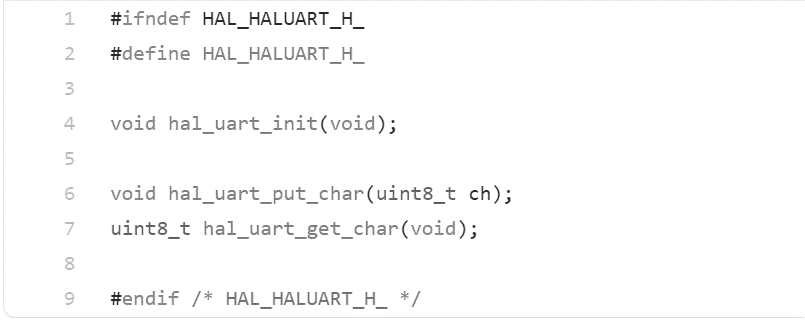 1 #ifndef HAL_HALUART_H_
2 #define HAL_HALUART_H_
3
4 void hal_uart_init(void);
5
6 void hal_uart_put_char(uint8_t ch);
7 uint8_t hal_uart_get_char(void);
8
9 #endif /* HAL_HALUART_H_ */